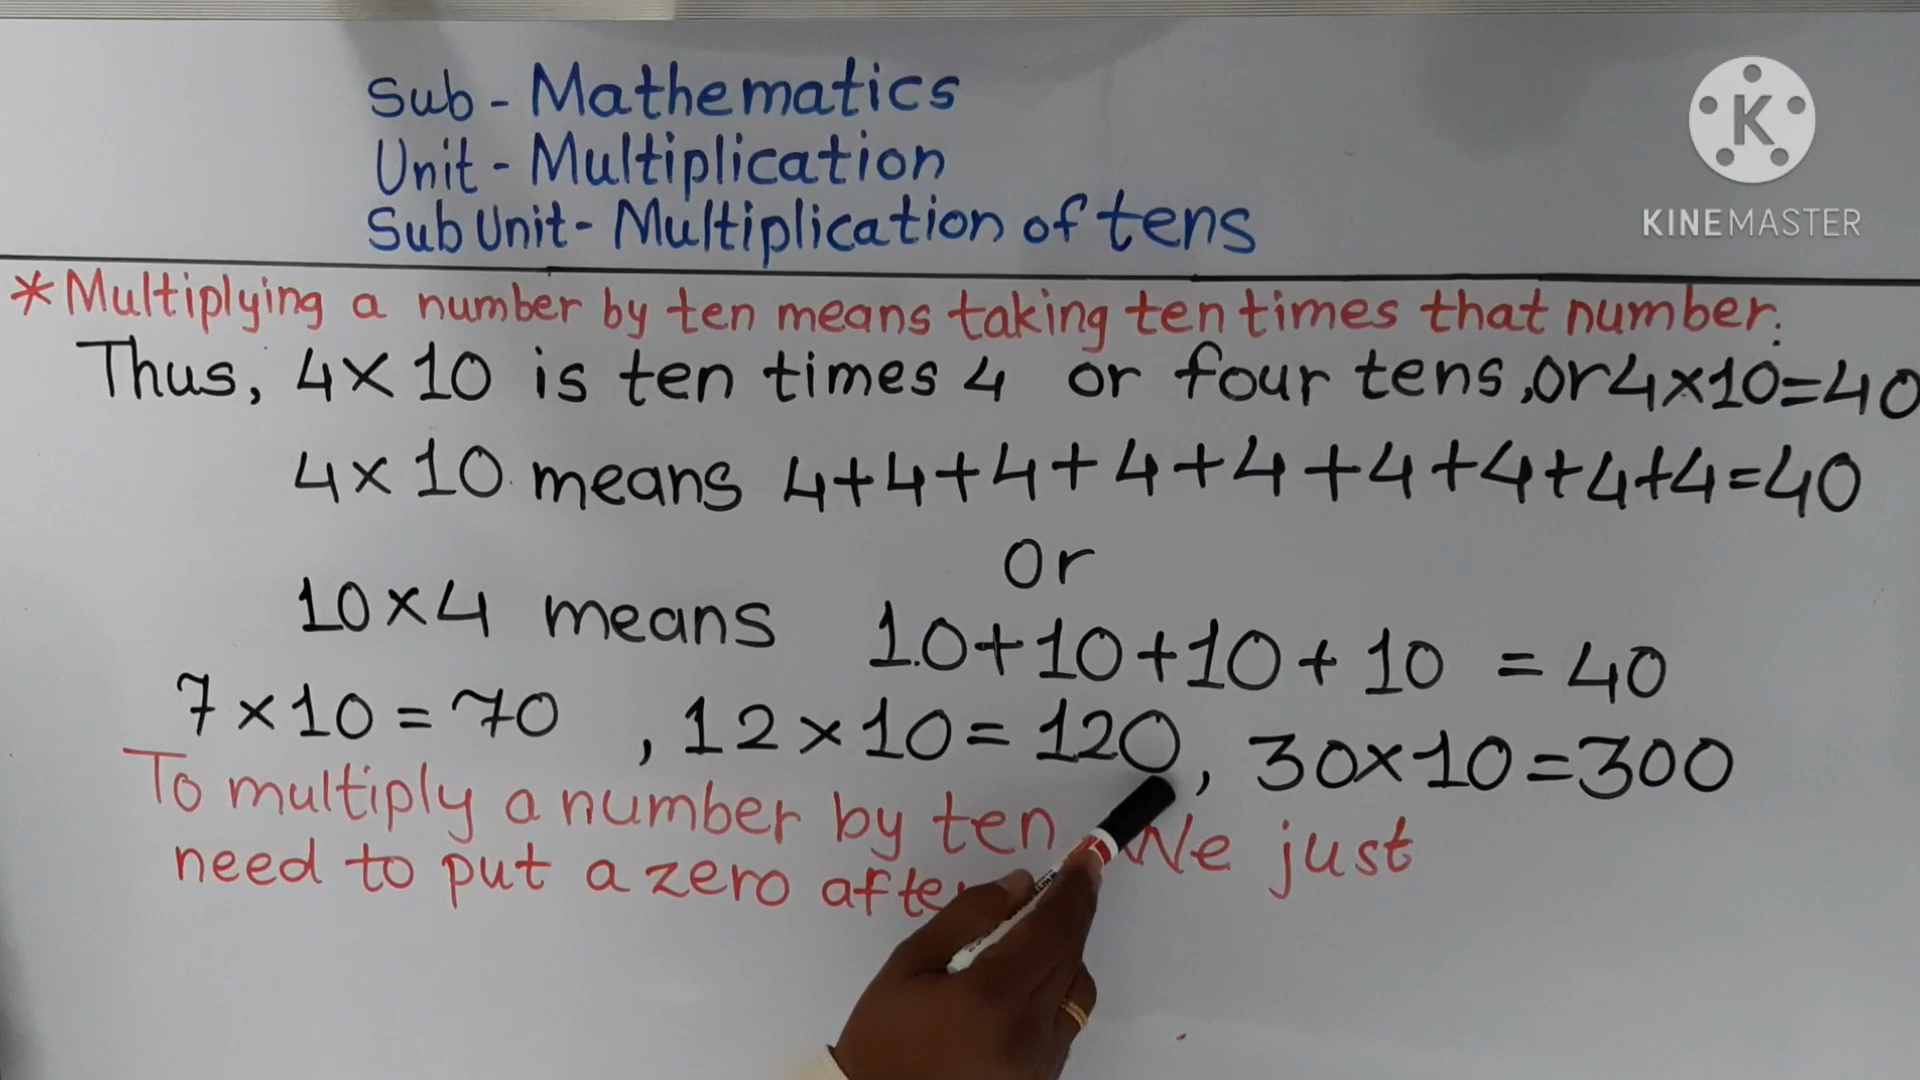 Sub - Mathematics
Unit - Multiplication
Sub Unit - Multiplication of tens
K
KINEMASTER
* Multiplying a number by ten means taking ten times that number.
Thus, 4 x 10 is ten times 4 or four tens, or 4 x 10 = 40
4 x 10 means 4+4+4+4+4+4+4+4+4=40
or
10 x 4 means 10+10+10+10 = 40
7 x 10 = 70 , 12 x 10 = 120 , 30 x 10 = 300
To multiply a number by ten We just
need to put a zero